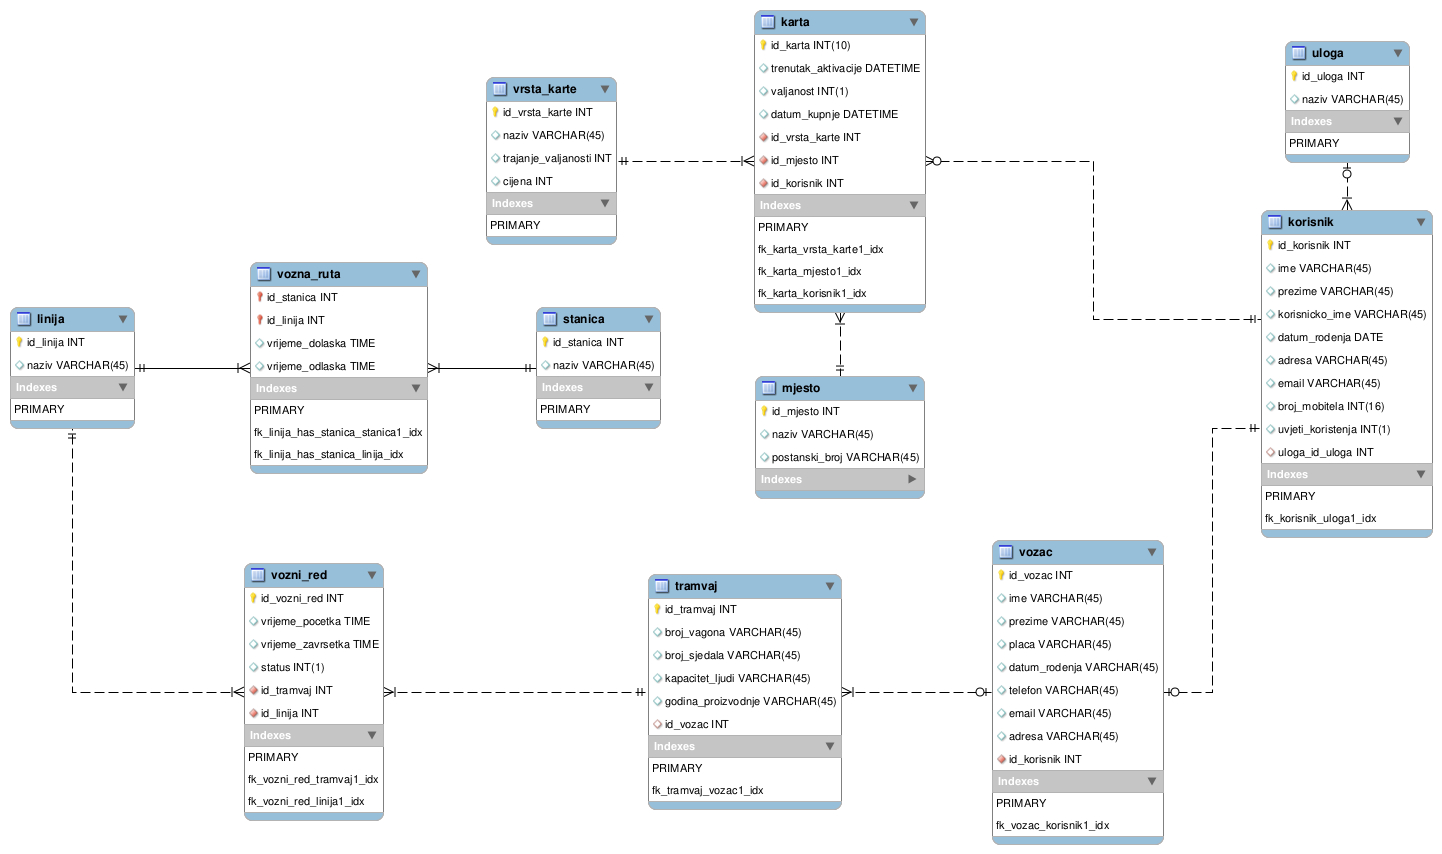 karta
id_karta INT(10)
trenutak_aktivacije DATETIME
valjanost INT(1)
datum_kupnje DATETIME
id_vrsta_karte INT
id_mjesto INT
id_korisnik INT
Indexes
PRIMARY
fk_karta_vrsta_karte1_idx
fk_karta_mjesto1_idx
fk_karta_korisnik1_idx
uloga
id_uloga INT
naziv VARCHAR(45)
Indexes
PRIMARY
vrsta_karte
id_vrsta_karte INT
naziv VARCHAR(45)
trajanje_valjanosti INT
cijena INT
Indexes
PRIMARY
korisnik
id_korisnik INT
ime VARCHAR(45)
prezime VARCHAR(45)
korisnicko_ime VARCHAR(45)
datum_rodenja DATE
adresa VARCHAR(45)
email VARCHAR(45)
broj_mobitela INT(16)
uvjeti_koristenja INT(1)
uloga_id_uloga INT
Indexes
PRIMARY
fk_korisnik_uloga1_idx
vozna_ruta
id_stanica INT
id_linija INT
vrijeme_dolaska TIME
vrijeme_odlaska TIME
Indexes
PRIMARY
fk_linija_has_stanica_stanica1_idx
fk_linija_has_stanica_linija_idx
linija
id_linija INT
naziv VARCHAR(45)
Indexes
PRIMARY
stanica
id_stanica INT
naziv VARCHAR(45)
Indexes
PRIMARY
mjesto
id_mjesto INT
naziv VARCHAR(45)
postanski_broj VARCHAR(45)
Indexes
vozac
id_vozac INT
ime VARCHAR(45)
prezime VARCHAR(45)
placa VARCHAR(45)
datum_rodenja VARCHAR(45)
telefon VARCHAR(45)
email VARCHAR(45)
adresa VARCHAR(45)
id_korisnik INT
Indexes
PRIMARY
fk_vozac_korisnik1_idx
vozni_red
id_vozni_red INT
vrijeme_pocetka TIME
vrijeme_zavrsetka TIME
status INT(1)
id_tramvaj INT
id_linija INT
Indexes
PRIMARY
fk_vozni_red_tramvaj1_idx
fk_vozni_red_linija1_idx
tramvaj
id_tramvaj INT
broj_vagona VARCHAR(45)
broj_sjedala VARCHAR(45)
kapacitet_ljudi VARCHAR(45)
godina_proizvodnje VARCHAR(45)
id_vozac INT
Indexes
PRIMARY
fk_tramvaj_vozac1_idx